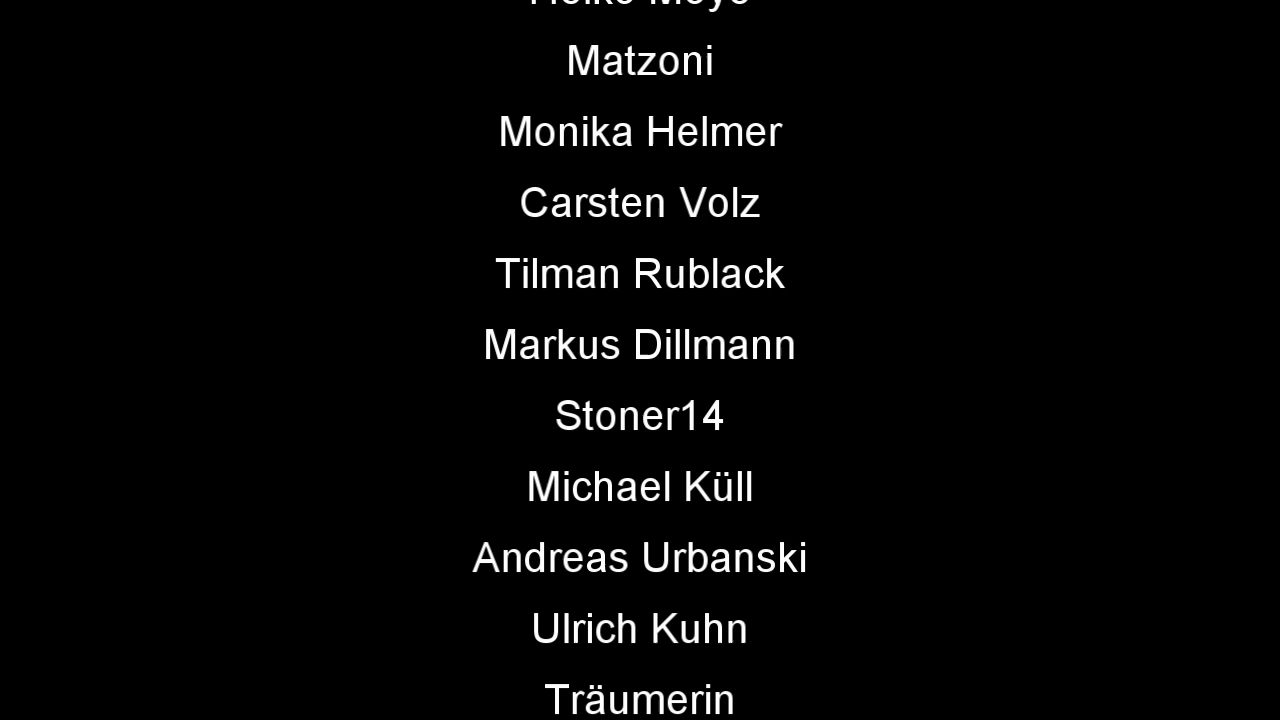 Matzoni
Monika Helmer
Carsten Volz
Tilman Rublack
Markus Dillmann
Stoner14
Michael Küll
Andreas Urbanski
Ulrich Kuhn
Träumerin